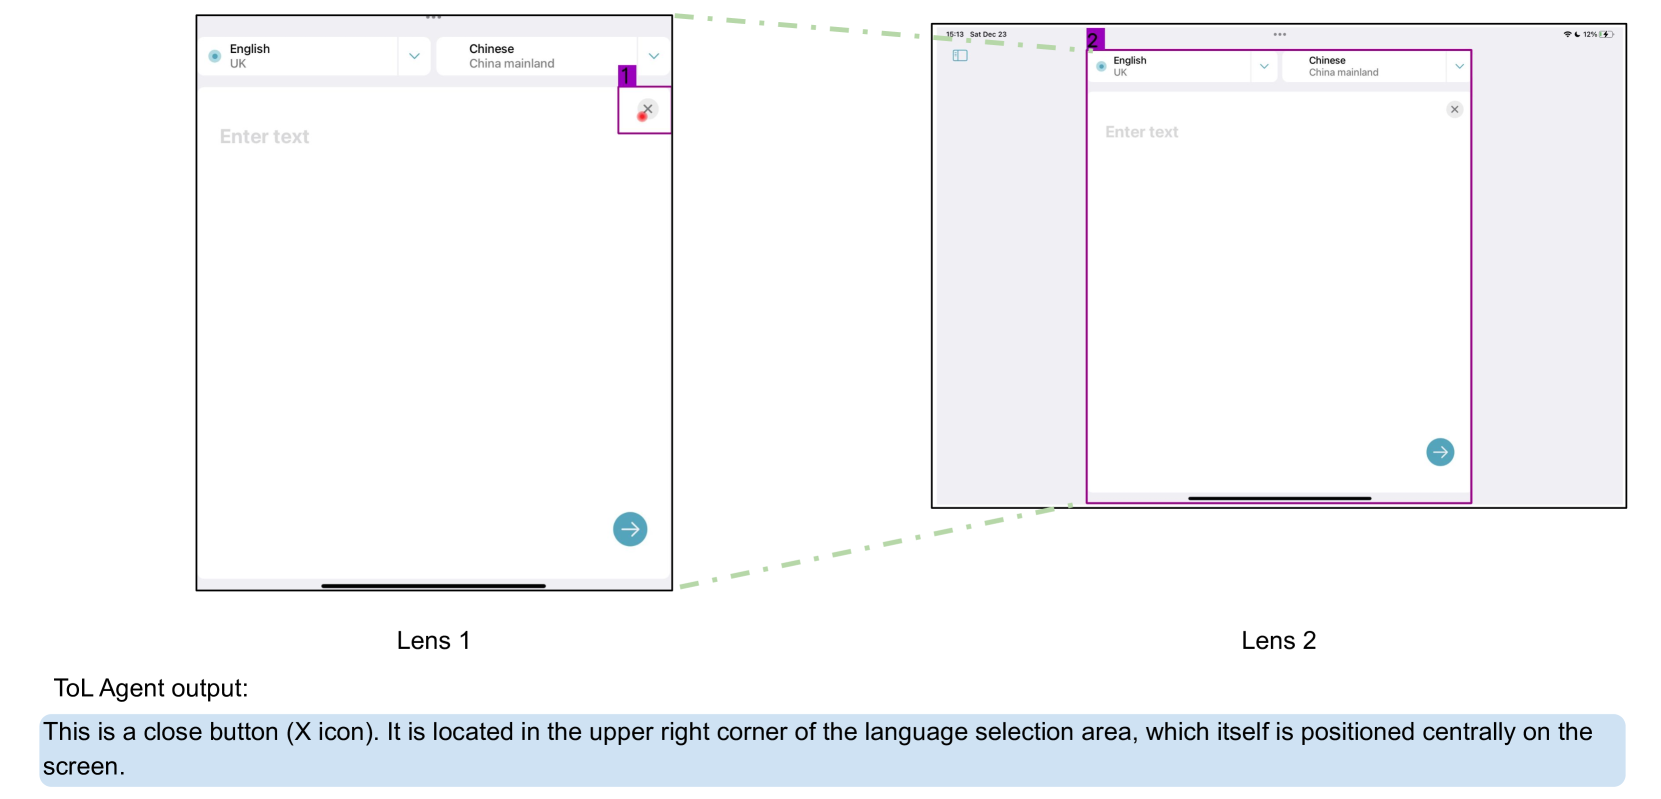 English
UK
Chinese
China mainland
1
Enter text
15:13 Sat Dec 23
12%
2
English
UK
Chinese
China mainland
Enter text
Lens 1
Lens 2
ToL Agent output:
This is a close button (X icon). It is located in the upper right corner of the language selection area, which itself is positioned centrally on the
screen.